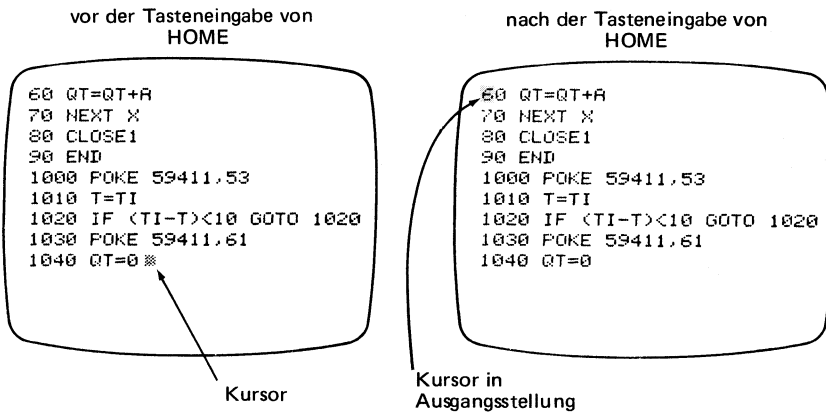 vor der Tasteneingabe von
HOME
60 QT=QT+A
70 NEXT X
80 CLOSE1
90 END
1000 POKE 59411,53
1010 T=TI
1020 IF (TI-T)<10 GOTO 1020
1030 POKE 59411,61
1040 QT=0
Kursor
nach der Tasteneingabe von
HOME
60 QT=QT+A
70 NEXT X
80 CLOSE1
90 END
1000 POKE 59411,53
1010 T=TI
1020 IF (TI-T)<10 GOTO 1020
1030 POKE 59411,61
1040 QT=0
Kursor in
Ausgangsstellung